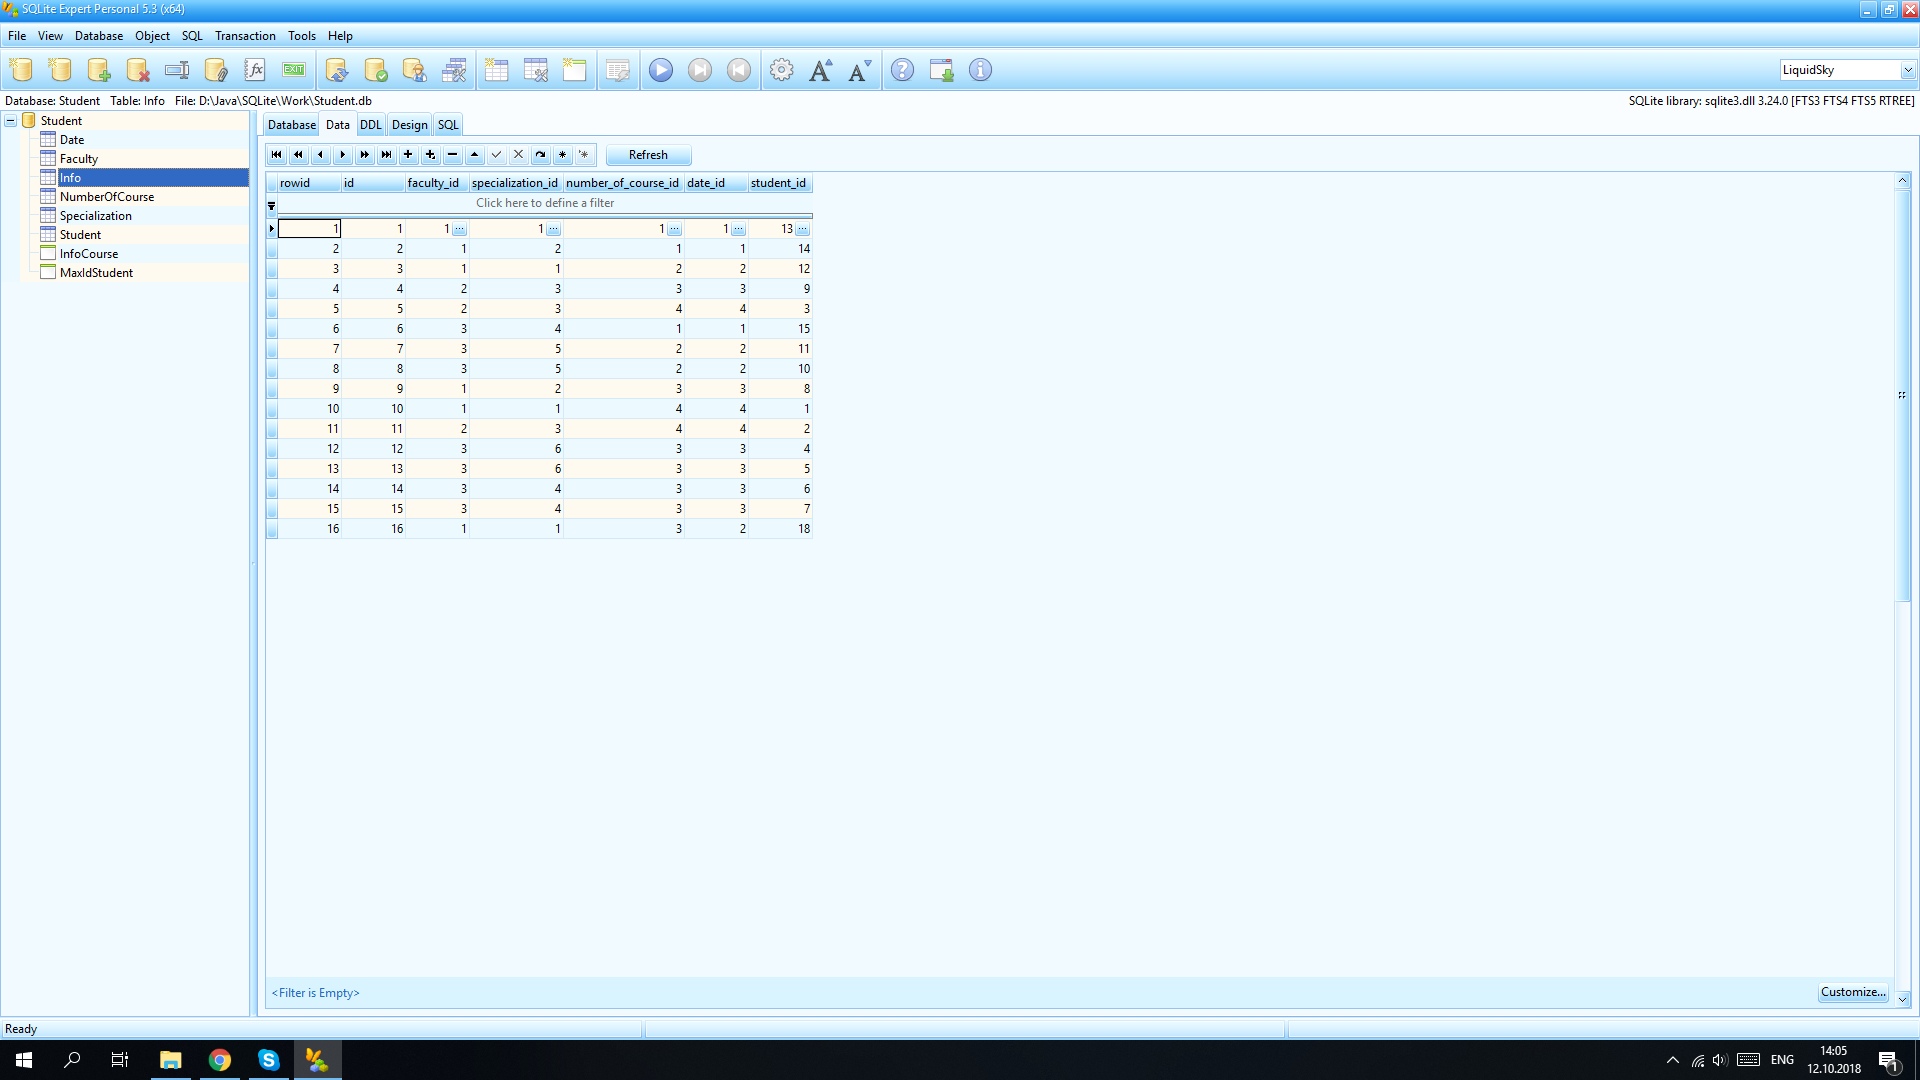 SQLite Expert Personal 5.3 (x64)
File View Database Object SQL Transaction Tools Help
LiquidSky
Database: Student Table: Info File: D:\Java\SQLite\Work\Student.db
SQLite library: sqlite3.dll 3.24.0 [FTS3 FTS4 FTS5 RTREE]
Student
Date
Faculty
Info
NumberOfCourse
Specialization
Student
InfoCourse
MaxIdStudent
Database Data DDL Design SQL
Refresh
rowid id faculty_id specialization_id number_of_course_id date_id student_id
Click here to define a filter
1 1 1 ... 1 ... 1 ... 1 ... 13 ...
2 2 1 2 1 1 14
3 3 1 1 2 2 12
4 4 2 3 3 3 9
5 5 2 3 4 4 3
6 6 3 4 1 1 15
7 7 3 5 2 2 11
8 8 3 5 2 2 10
9 9 1 2 3 3 8
10 10 1 1 4 4 1
11 11 2 3 4 4 2
12 12 3 6 3 3 4
13 13 3 6 3 3 5
14 14 3 4 3 3 6
15 15 3 4 3 3 7
16 16 1 1 3 2 18
<Filter is Empty>
Customize...
Ready
ENG
14:05
12.10.2018
1